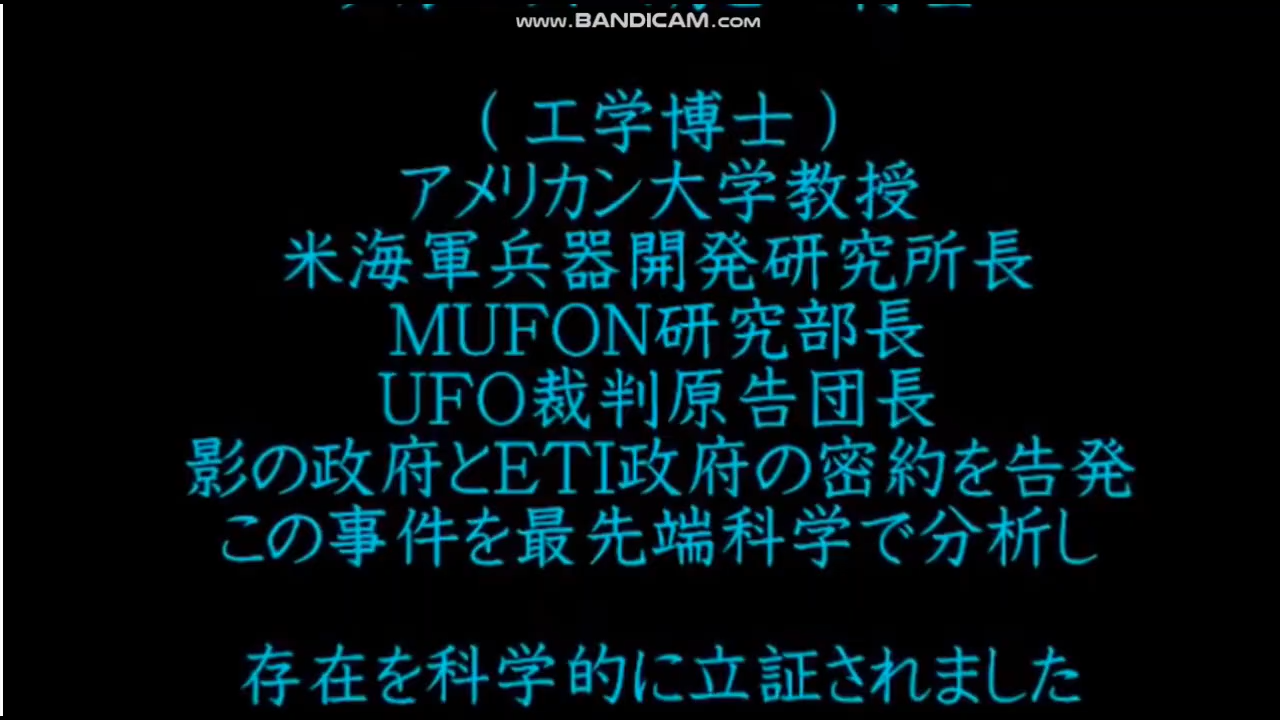 www.BANDICAM.com
( 工学博士 )
アメリカン大学教授
米海軍兵器開発研究所長
MUFON研究部長
UFO裁判原告団長
影の政府とETI政府の密約を告発
この事件を最先端科学で分析し
存在を科学的に立証されました